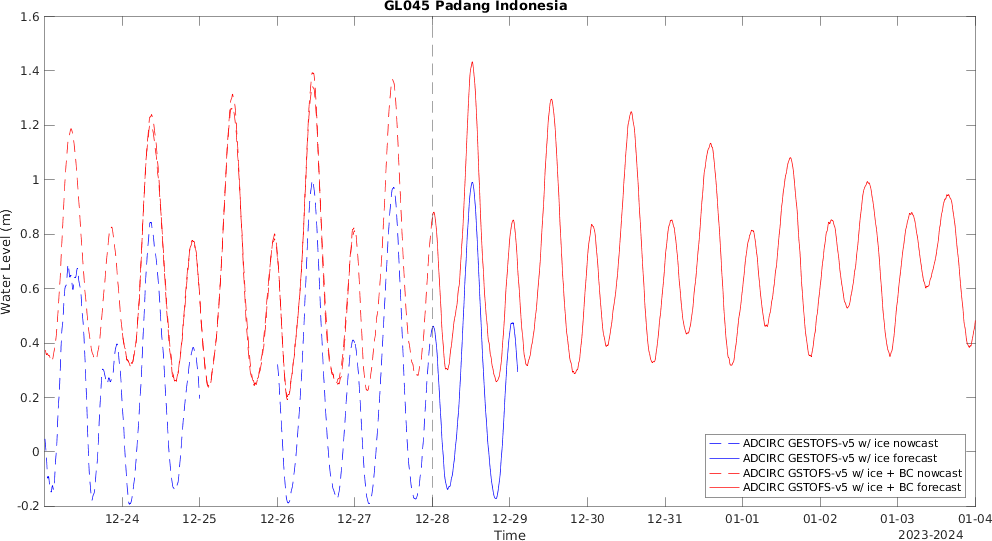 GL045 Padang Indonesia
1.6
1.4
1.2
1
0.8
0.6
0.4
0.2
0
-0.2
Water Level (m)
12-24 12-25 12-26 12-27 12-28 12-29 12-30 12-31 01-01 01-02 01-03 01-04
Time
2023-2024
ADCIRC GESTOFS-v5 w/ ice nowcast
ADCIRC GESTOFS-v5 w/ ice forecast
ADCIRC GSTOFS-v5 w/ ice + BC nowcast
ADCIRC GSTOFS-v5 w/ ice + BC forecast